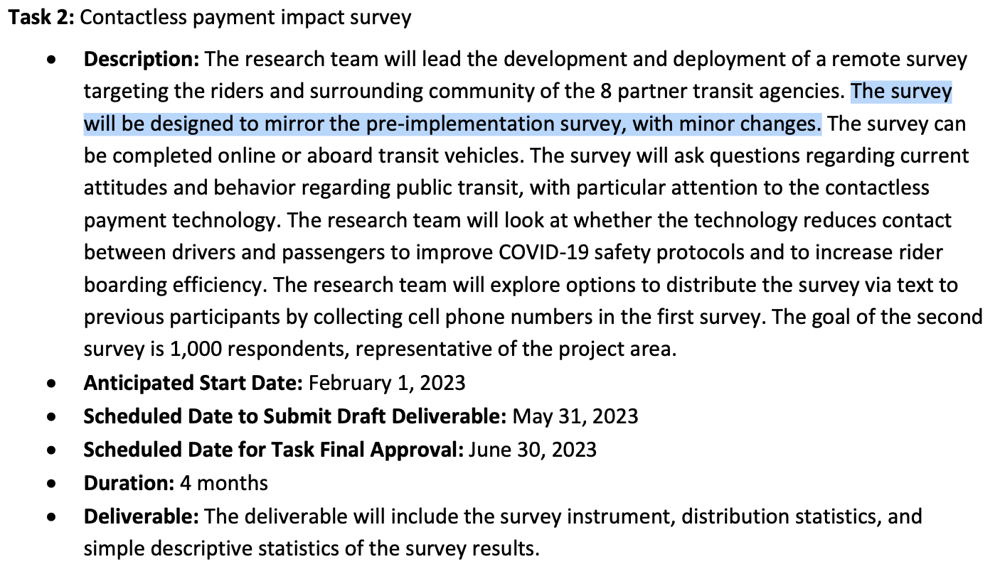 Task 2: Contactless payment impact survey
• Description: The research team will lead the development and deployment of a remote survey
targeting the riders and surrounding community of the 8 partner transit agencies. The survey
will be designed to mirror the pre-implementation survey, with minor changes. The survey can
be completed online or aboard transit vehicles. The survey will ask questions regarding current
attitudes and behavior regarding public transit, with particular attention to the contactless
payment technology. The research team will look at whether the technology reduces contact
between drivers and passengers to improve COVID-19 safety protocols and to increase rider
boarding efficiency. The research team will explore options to distribute the survey via text to
previous participants by collecting cell phone numbers in the first survey. The goal of the second
survey is 1,000 respondents, representative of the project area.
• Anticipated Start Date: February 1, 2023
• Scheduled Date to Submit Draft Deliverable: May 31, 2023
• Scheduled Date for Task Final Approval: June 30, 2023
• Duration: 4 months
• Deliverable: The deliverable will include the survey instrument, distribution statistics, and
simple descriptive statistics of the survey results.